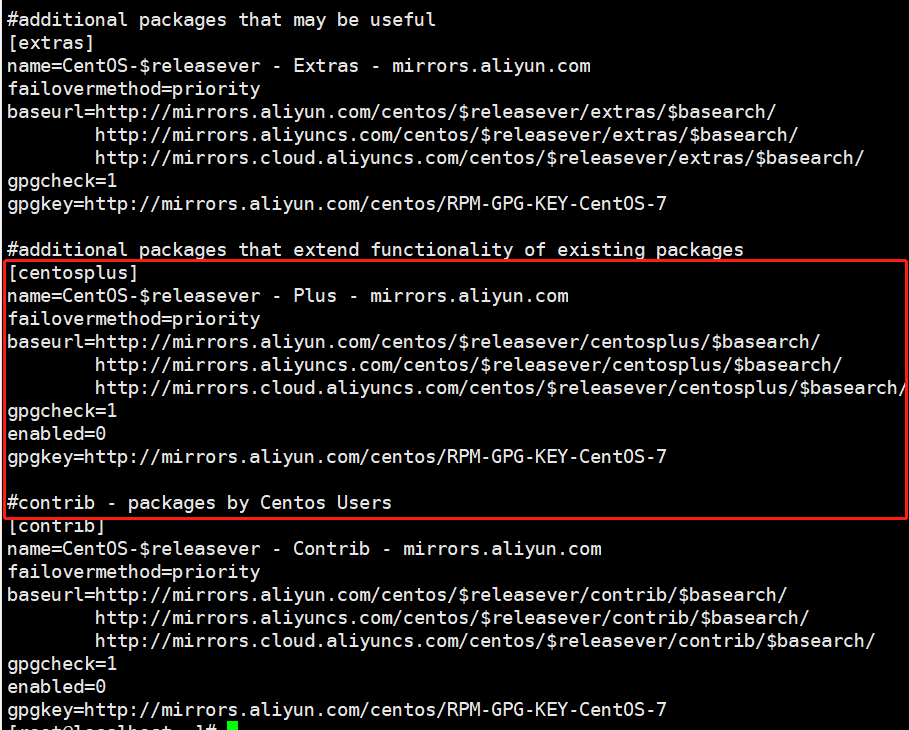 #additional packages that may be useful
[extras]
name=CentOS-$releasever - Extras - mirrors.aliyun.com
failovermethod=priority
baseurl=http://mirrors.aliyun.com/centos/$releasever/extras/$basearch/
        http://mirrors.aliyuncs.com/centos/$releasever/extras/$basearch/
        http://mirrors.cloud.aliyuncs.com/centos/$releasever/extras/$basearch/
gpgcheck=1
gpgkey=http://mirrors.aliyun.com/centos/RPM-GPG-KEY-CentOS-7

#additional packages that extend functionality of existing packages
[centosplus]
name=CentOS-$releasever - Plus - mirrors.aliyun.com
failovermethod=priority
baseurl=http://mirrors.aliyun.com/centos/$releasever/centosplus/$basearch/
        http://mirrors.aliyuncs.com/centos/$releasever/centosplus/$basearch/
        http://mirrors.cloud.aliyuncs.com/centos/$releasever/centosplus/$basearch/
gpgcheck=1
enabled=0
gpgkey=http://mirrors.aliyun.com/centos/RPM-GPG-KEY-CentOS-7

#contrib - packages by Centos Users
[contrib]
name=CentOS-$releasever - Contrib - mirrors.aliyun.com
failovermethod=priority
baseurl=http://mirrors.aliyun.com/centos/$releasever/contrib/$basearch/
        http://mirrors.aliyuncs.com/centos/$releasever/contrib/$basearch/
        http://mirrors.cloud.aliyuncs.com/centos/$releasever/contrib/$basearch/
gpgcheck=1
enabled=0
gpgkey=http://mirrors.aliyun.com/centos/RPM-GPG-KEY-CentOS-7